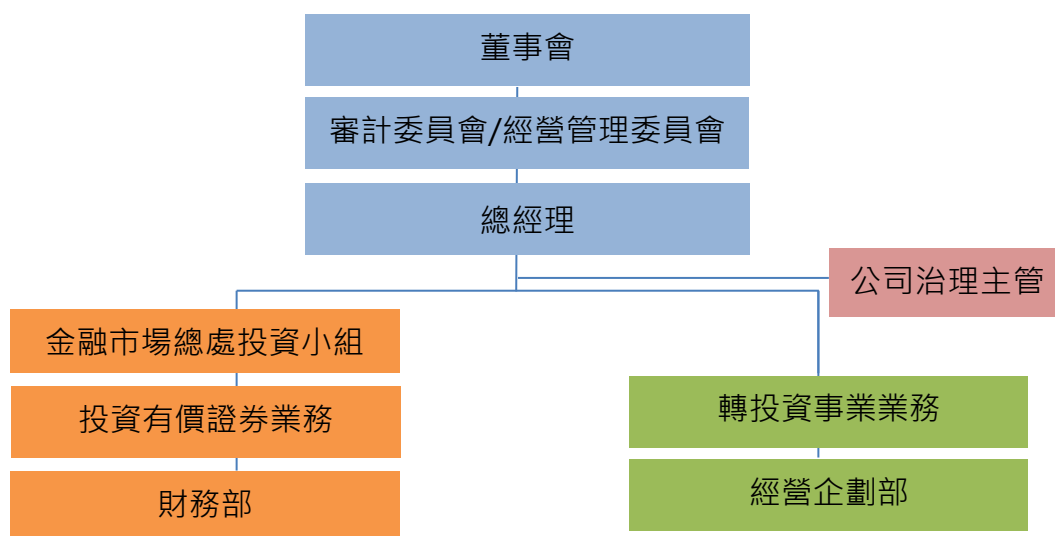 董事會
審計委員會/經營管理委員會
總經理
公司治理主管
金融市場總處投資小組
投資有價證券業務
財務部
轉投資事業業務
經營企劃部